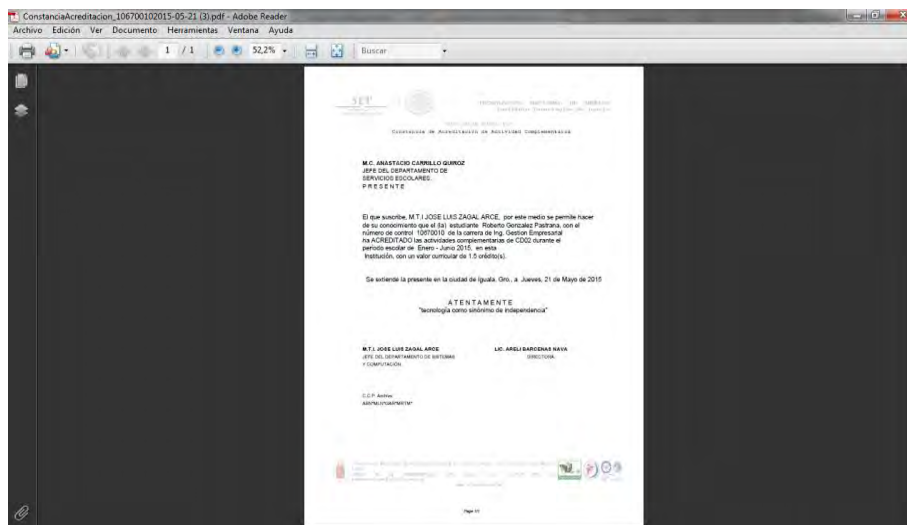 ConstanciaAcreditacion_106700102015-05-21 (3).pdf - Adobe Reader
Archivo Edición Ver Documento Herramientas Ventana Ayuda
1 / 1 52,2% Buscar
SEP
Constancia de Acreditación de Actividad Complementaria
M.C. ANASTACIO CARRILLO QUIROZ
JEFE DEL DEPARTAMENTO DE
SERVICIOS ESCOLARES.
P R E S E N T E
El que suscribe, M.T.I JOSE LUIS ZAGAL ARCE, por este medio se permite hacer
de su conocimiento que el (la) estudiante Roberto Gonzalez Pastrana, con el
número de control 10670010 de la carrera de Ing. Gestion Empresarial
ha ACREDITADO las actividades complementarias de CD02 durante el
período escolar de Enero - Junio 2015, en esta
Institución, con un valor curricular de 1.5 crédito(s).
Se extiende la presente en la ciudad de Iguala, Gro., a Jueves, 21 de Mayo de 2015
A T E N T A M E N T E
"tecnología como sinónimo de independencia"
M.T.I. JOSE LUIS ZAGAL ARCE LIC. ARELI BARCENAS NAVA
JEFE DEL DEPARTAMENTO DE SISTEMAS DIRECTORA.
Y COMPUTACIÓN.
C.C.P. Archivo
Page 1/1